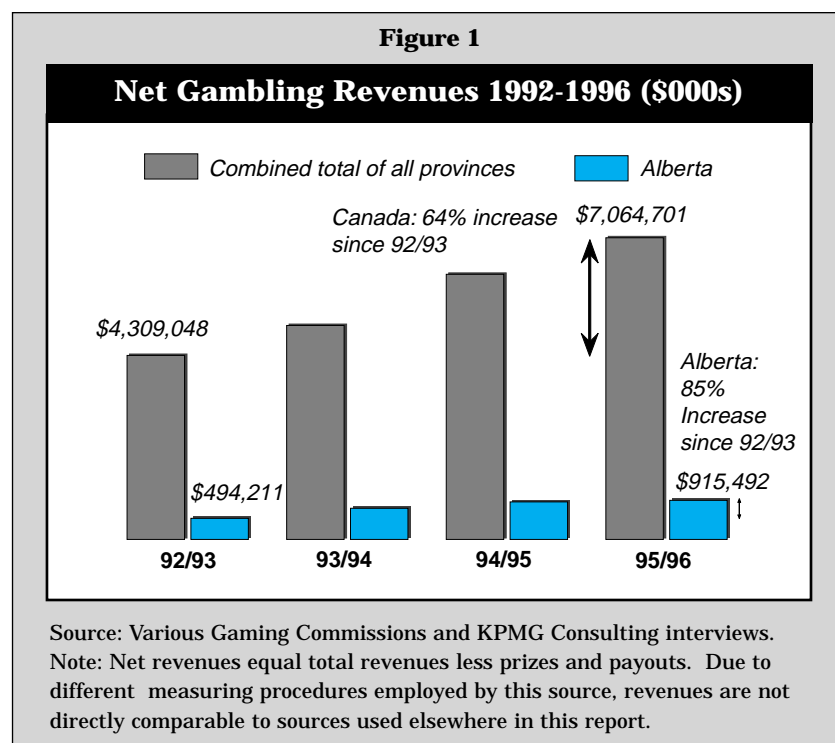 Figure 1
Net Gambling Revenues 1992-1996 ($000s)
Combined total of all provinces
Alberta
Canada: 64% increase
since 92/93
$7,064,701
$4,309,048
Alberta:
85%
Increase
since 92/93
$494,211
$915,492
92/93
93/94
94/95
95/96
Source: Various Gaming Commissions and KPMG Consulting interviews.
Note: Net revenues equal total revenues less prizes and payouts. Due to
different measuring procedures employed by this source, revenues are not
directly comparable to sources used elsewhere in this report.